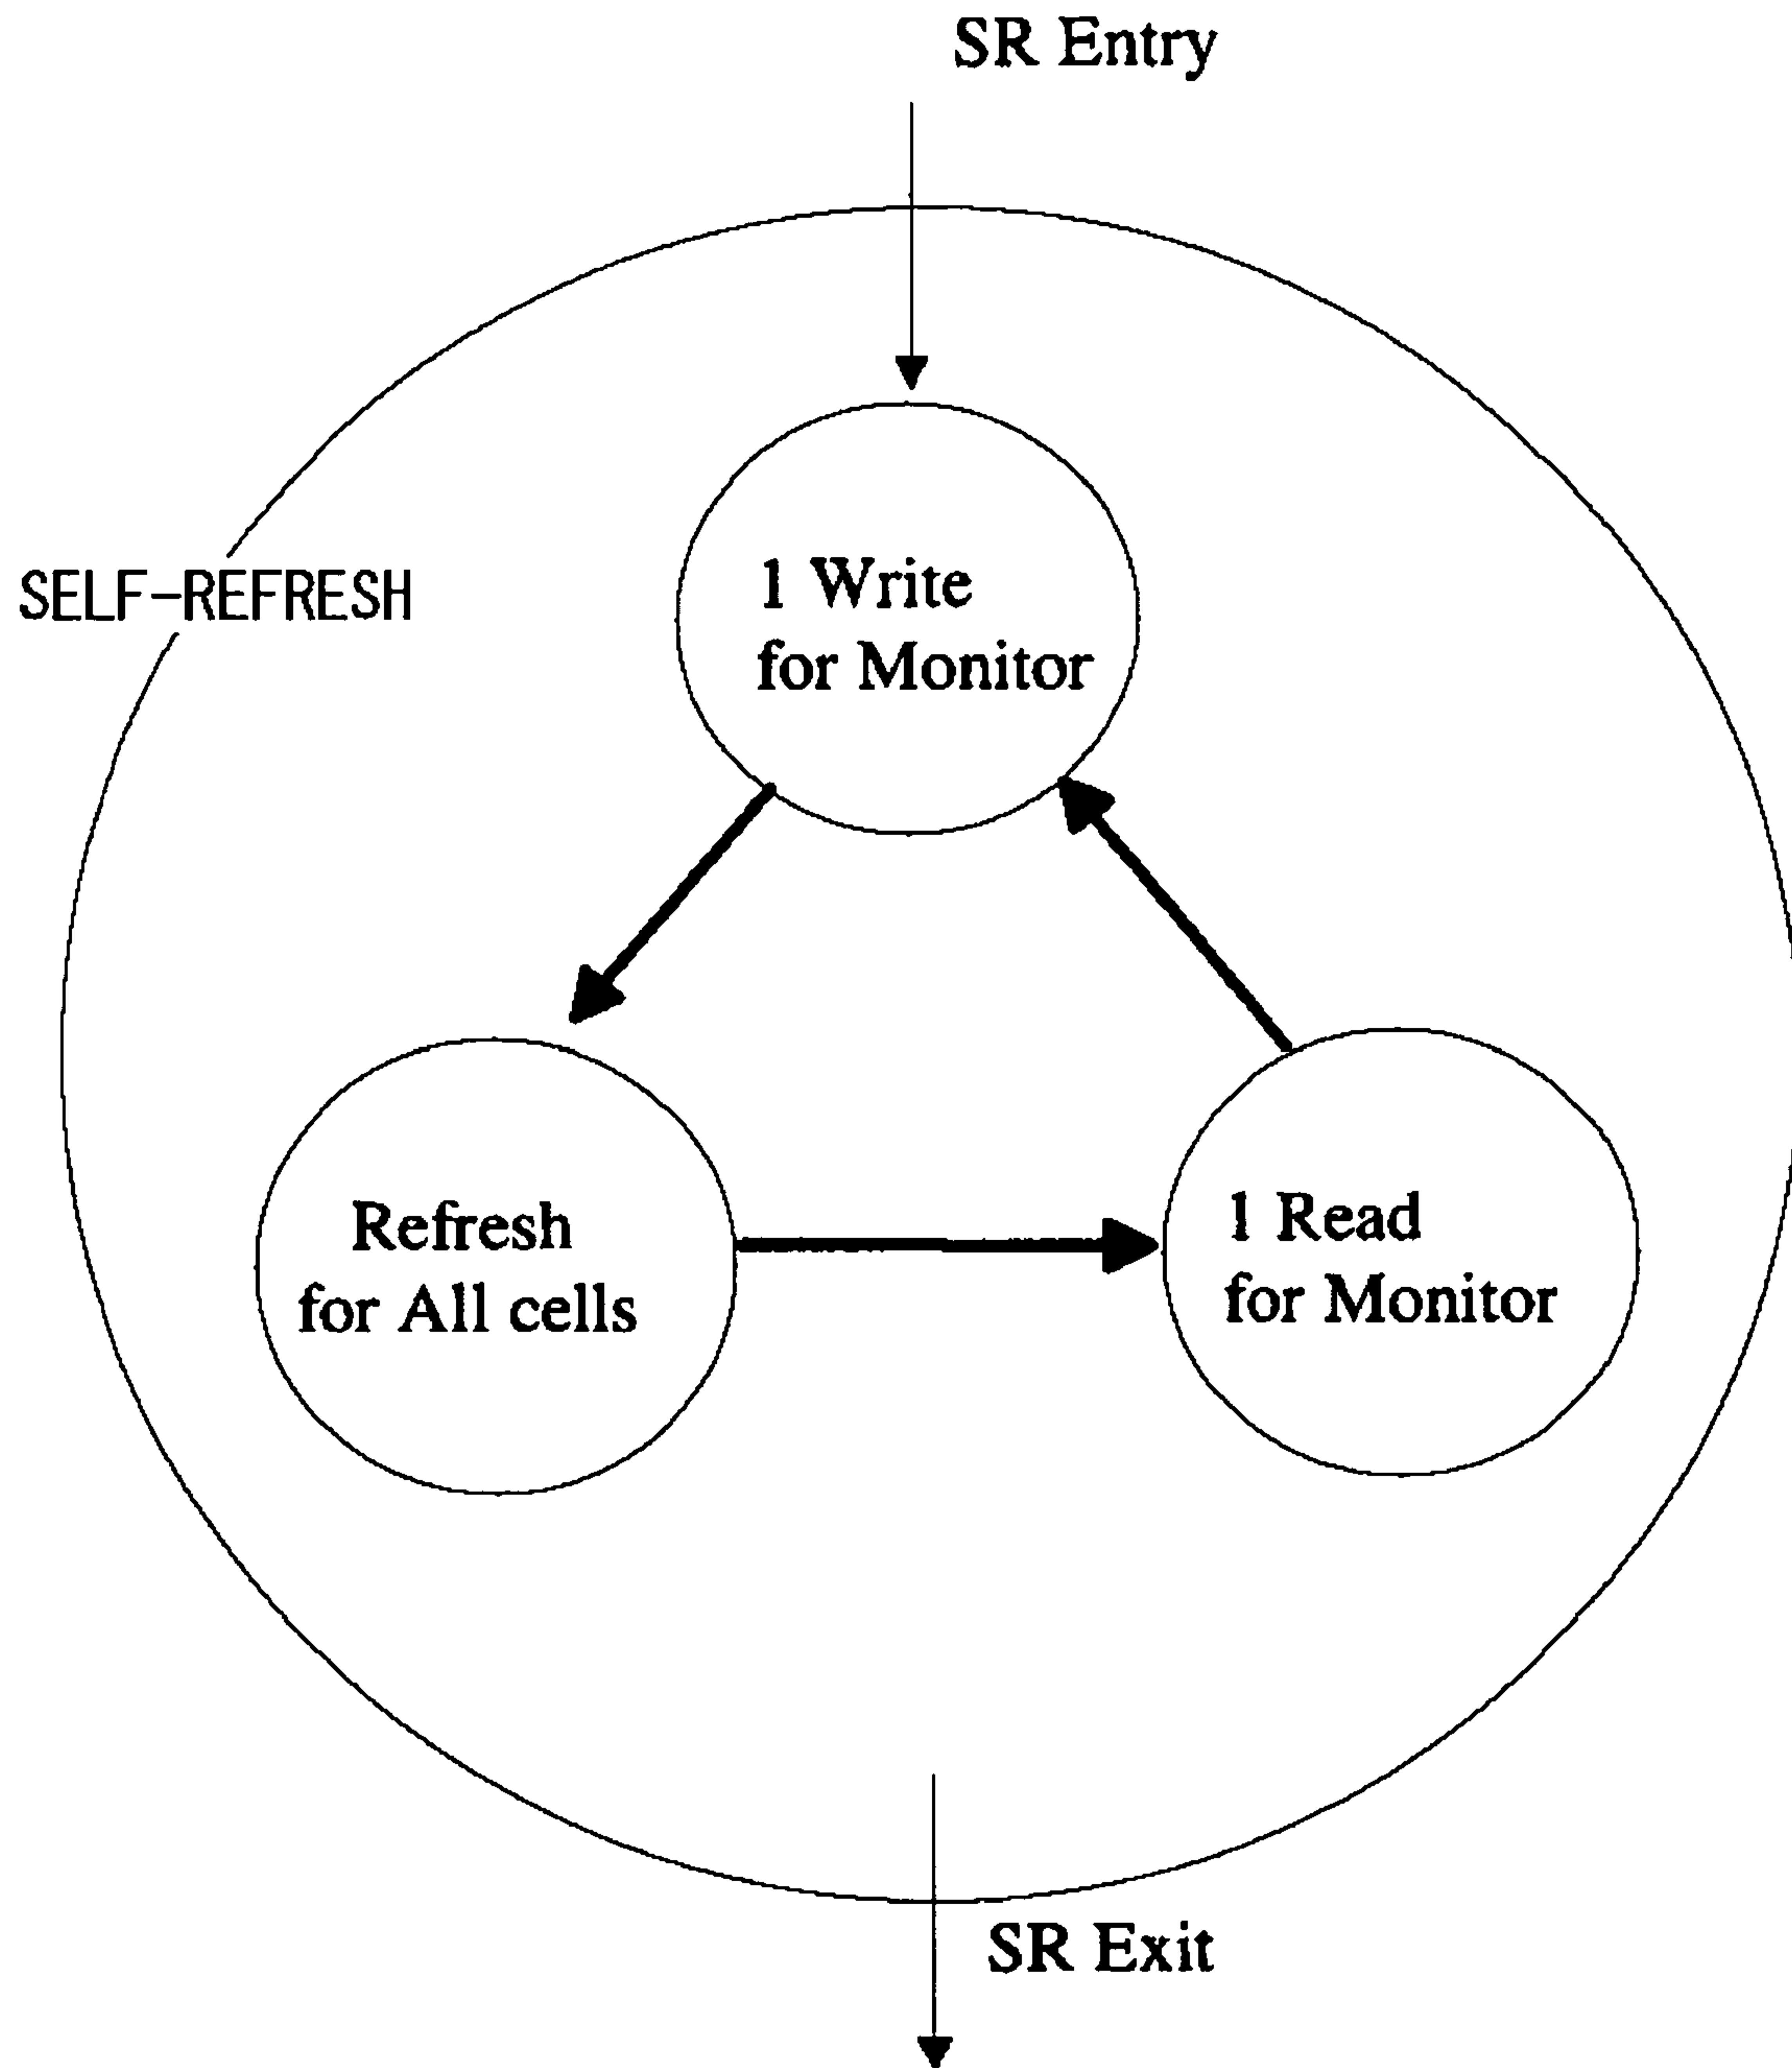 SR Entry
SELF-REFRESH
1 Write
for Monitor
Refresh
for All cells
1 Read
for Monitor
SR Exit